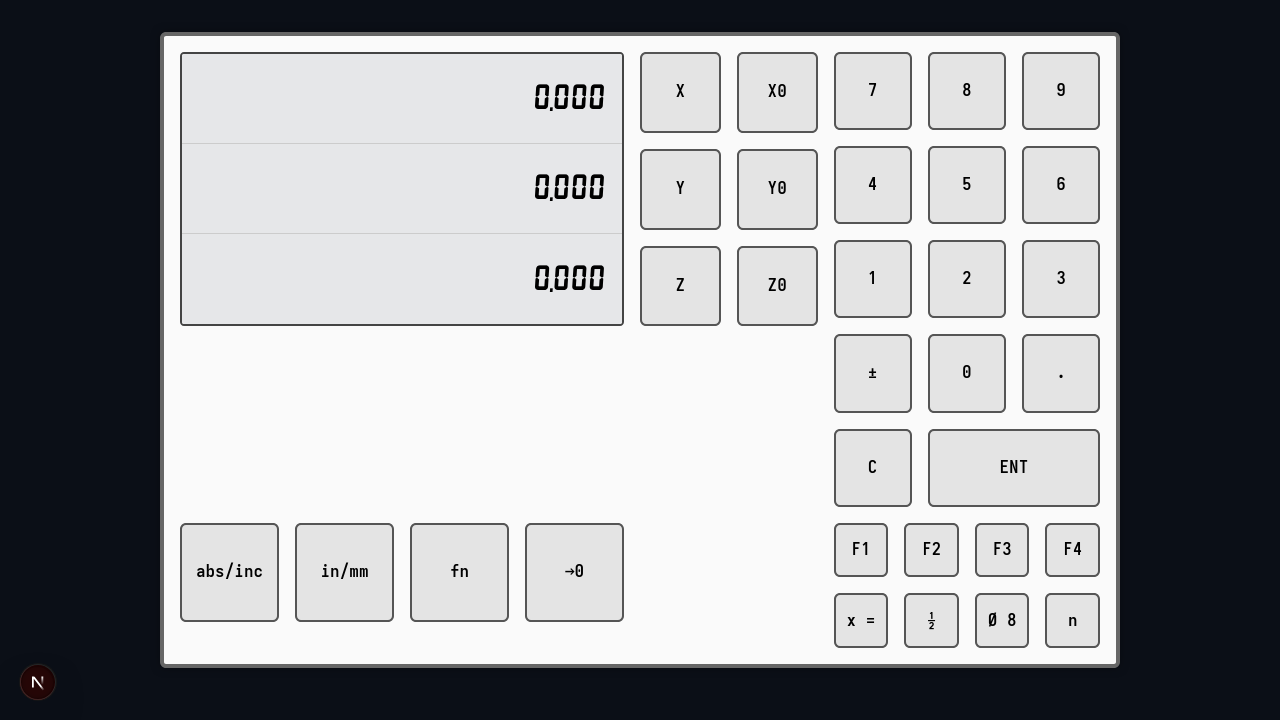 0.000 X X0 7 8 9
0.000 Y Y0 4 5 6
0.000 Z Z0 1 2 3
± 0 .
C ENT
F1 F2 F3 F4
abs/inc in/mm fn →0
x = ½ Ø 8 n
N